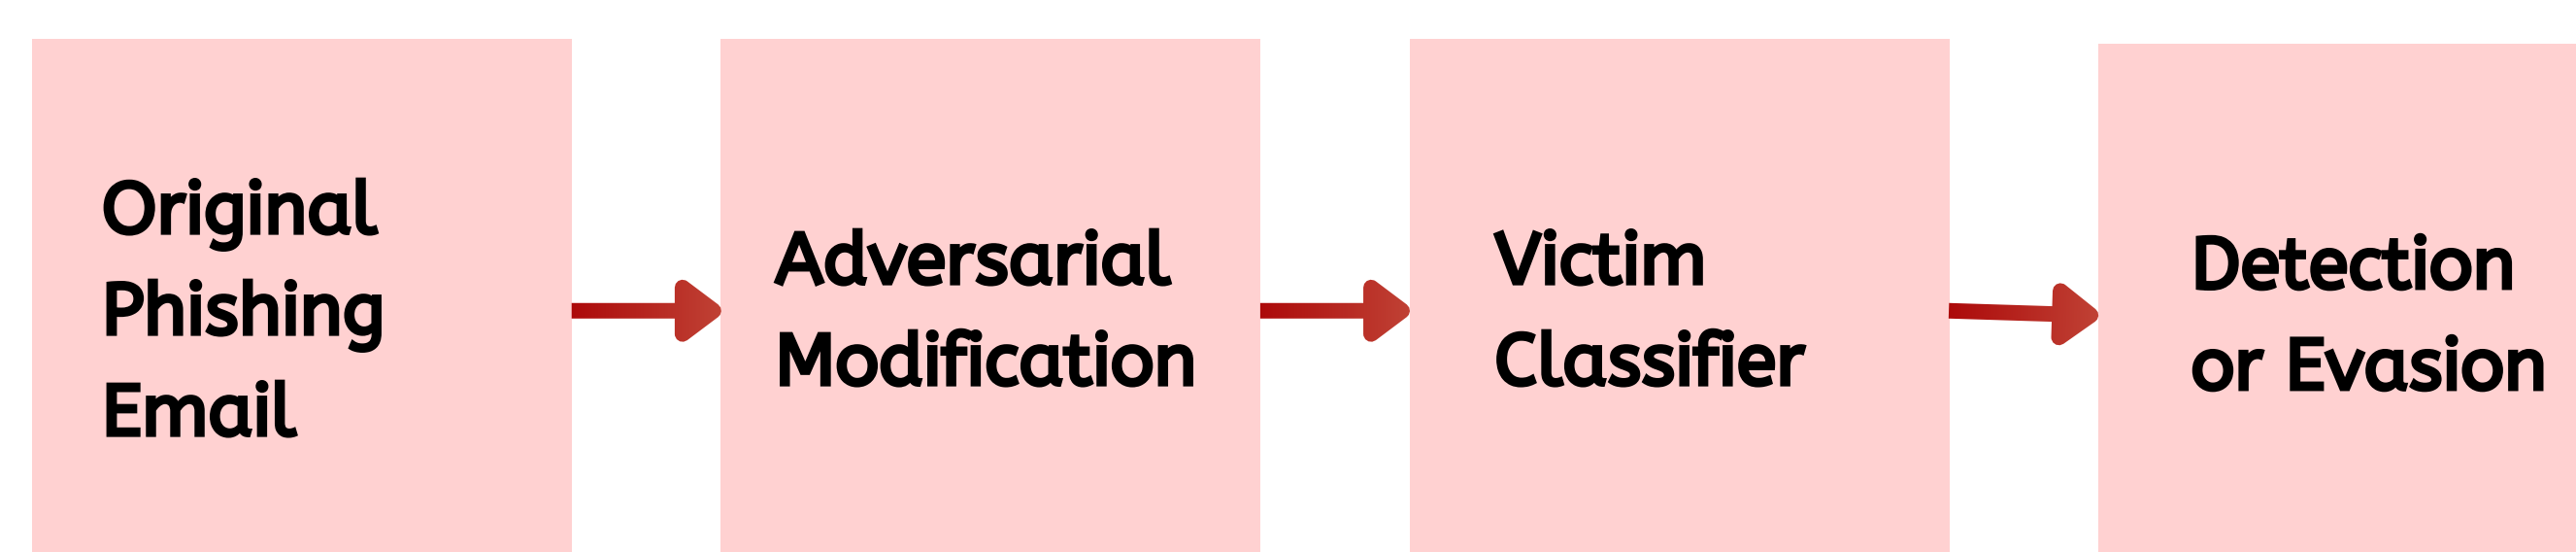 Original
Phishing
Email
Adversarial
Modification
Victim
Classifier
Detection
or Evasion